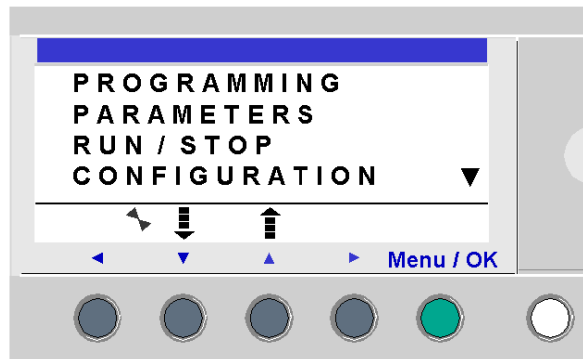 PROGRAMMING
PARAMETERS
RUN / STOP
CONFIGURATION
Menu / OK